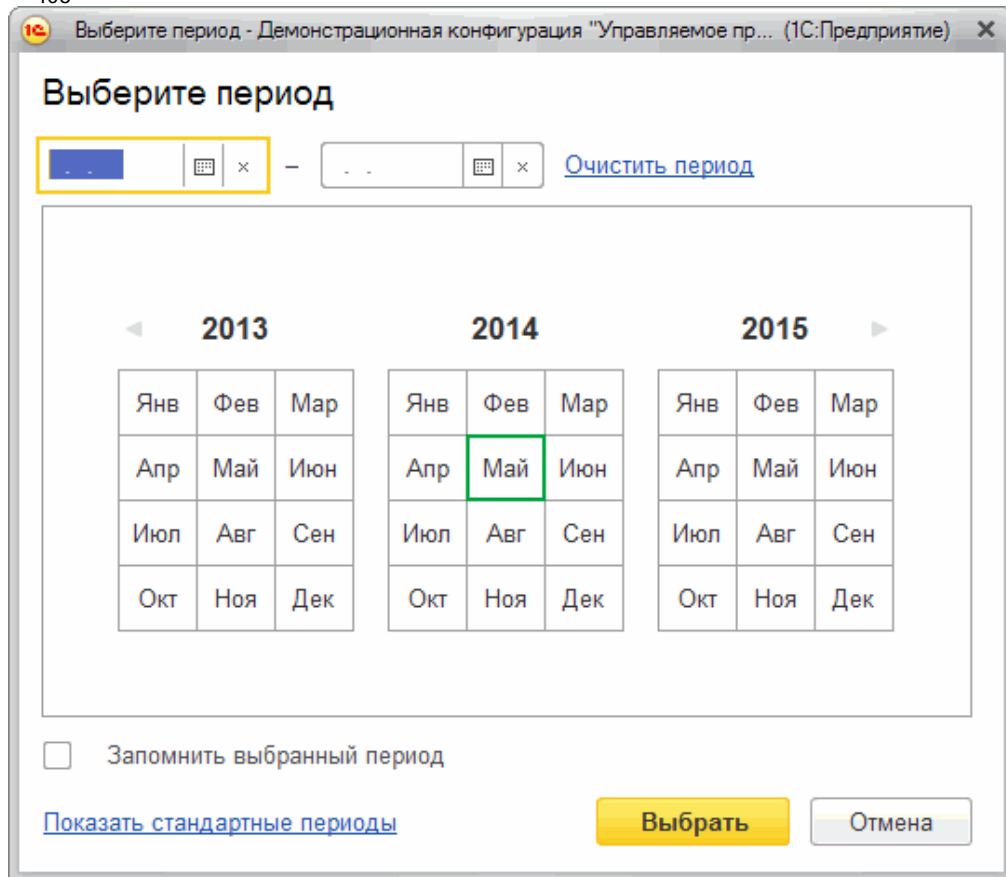 1С Выберите период - Демонстрационная конфигурация "Управляемое пр... (1С:Предприятие) ×
Выберите период
. . × – . . × Очистить период
◄ 2013 2014 2015 ►
Янв Фев Мар Янв Фев Мар Янв Фев Мар
Апр Май Июн Апр Май Июн Апр Май Июн
Июл Авг Сен Июл Авг Сен Июл Авг Сен
Окт Ноя Дек Окт Ноя Дек Окт Ноя Дек
Запомнить выбранный период
Показать стандартные периоды Выбрать Отмена